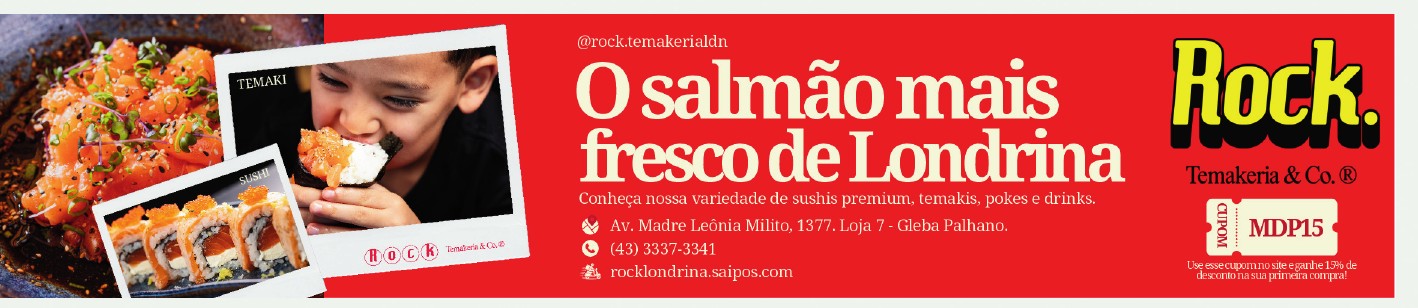 TEMAKI
SUSHI
Rock Temakeria & Co. ®
@rock.temakerialdn
O salmão mais
fresco de Londrina
Conheça nossa variedade de sushis premium, temakis, pokes e drinks.
Av. Madre Leônia Milito, 1377. Loja 7 - Gleba Palhano.
(43) 3337-3341
rocklondrina.saipos.com
Rock.
Temakeria & Co. ®
CUPOM
MDP15
Use esse cupom no site e ganhe 15% de
desconto na sua primeira compra!